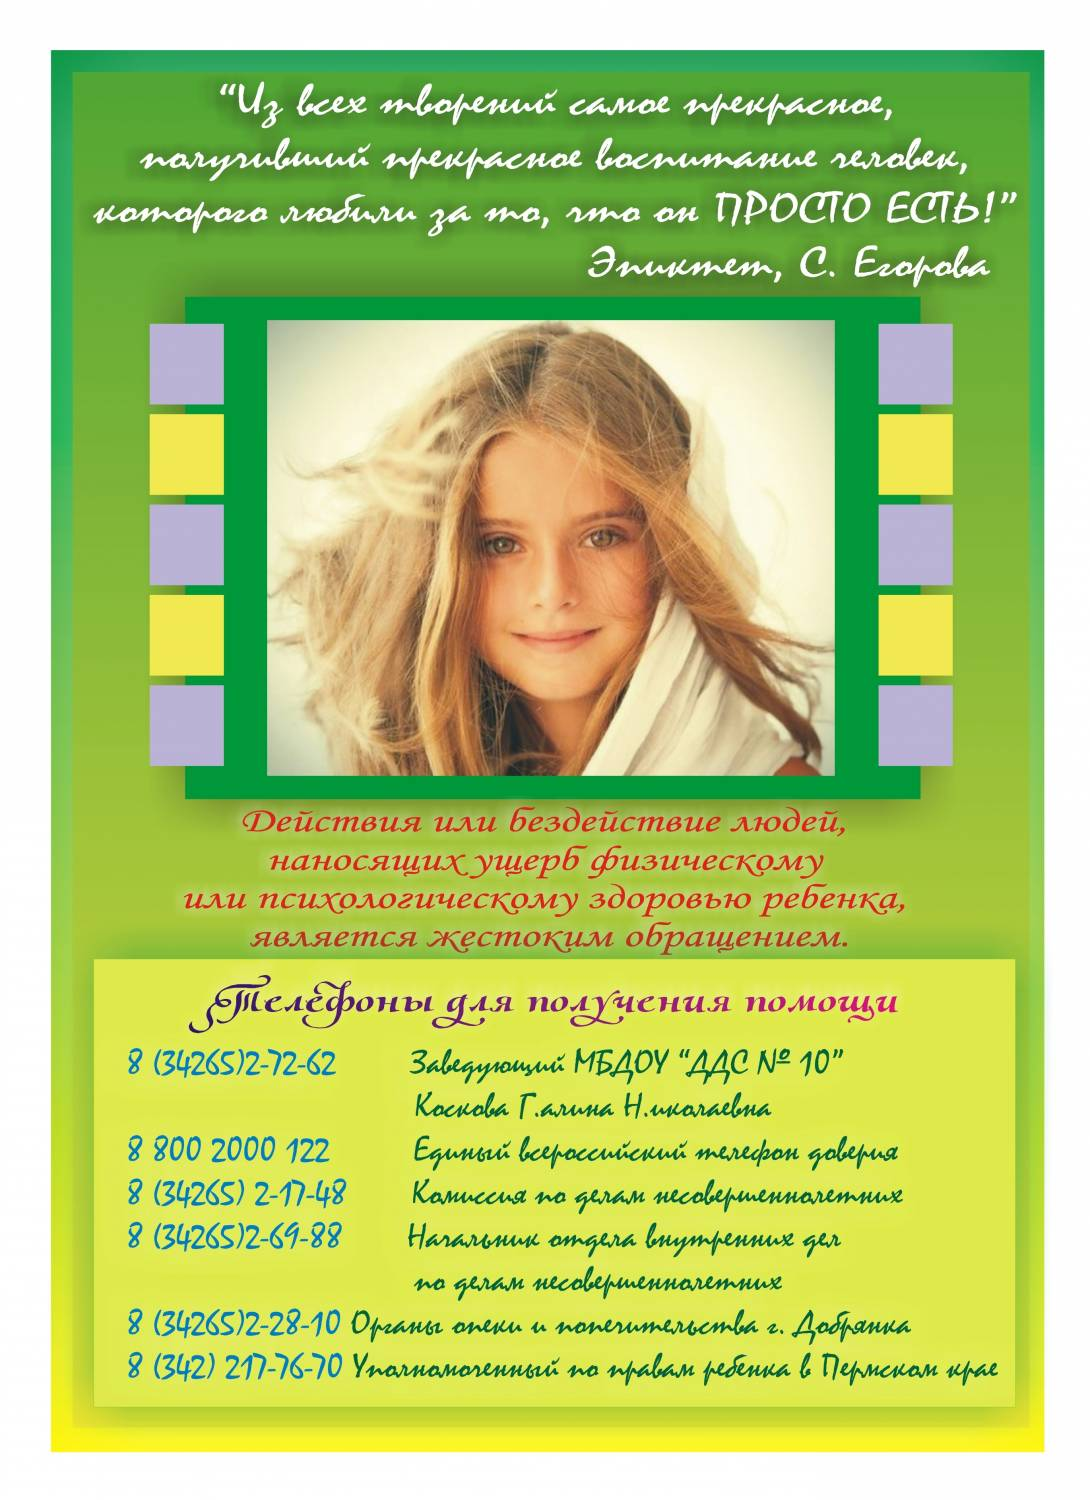 “Из всех творений самое прекрасное,
получивший прекрасное воспитание человек,
которого любили за то, что он ПРОСТО ЕСТЬ!”
Эпиктет, С. Егорова
Действия или бездействие людей,
наносящих ущерб физическому
или психологическому здоровью ребенка,
является жестоким обращением.
Телефоны для получения помощи
8 (34265)2-72-62 Заведующий МБДОУ “ДДС № 10”
Коскова Г.алина Н.иколаевна
8 800 2000 122 Единый всероссийский телефон доверия
8 (34265) 2-17-48 Комиссия по делам несовершеннолетних
8 (34265)2-69-88 Начальник отдела внутренних дел
по делам несовершеннолетних
8 (34265)2-28-10 Органы опеки и попечительства г. Добрянка
8 (342) 217-76-70 Уполномоченный по правам ребенка в Пермском крае